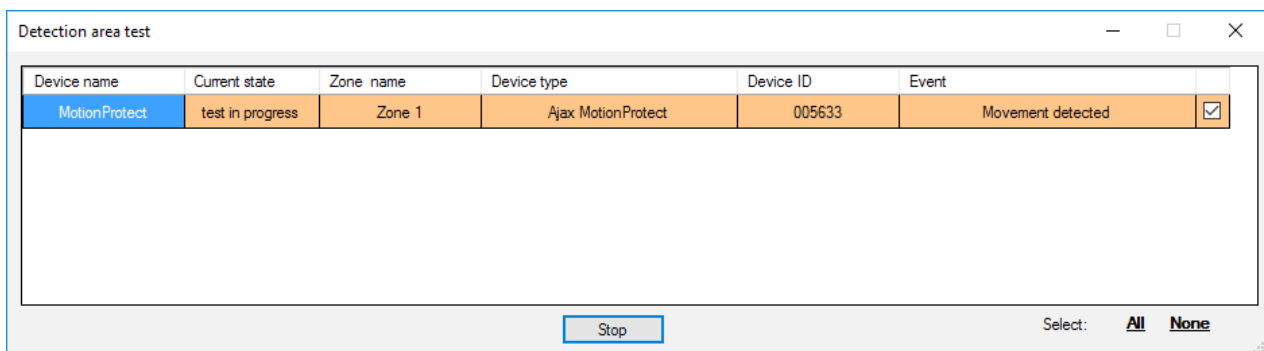 Detection area test
Device name Current state Zone name Device type Device ID Event
MotionProtect test in progress Zone 1 Ajax MotionProtect 005633 Movement detected
Stop Select: All None